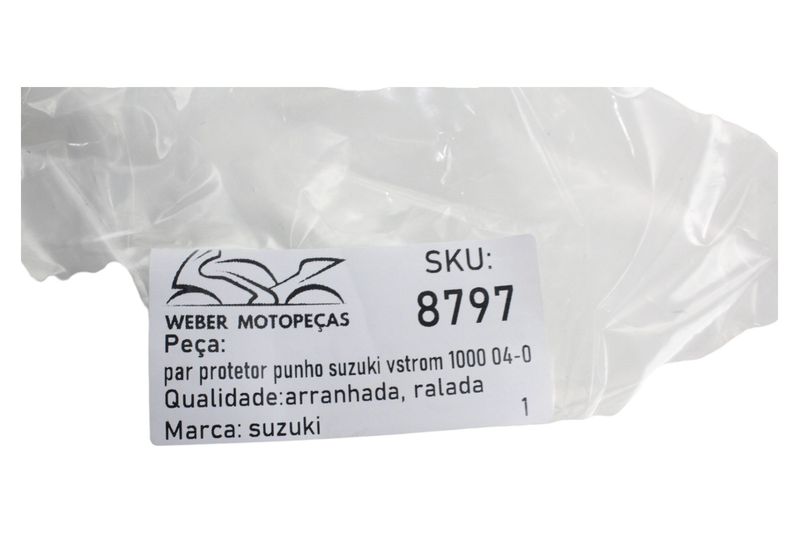 WEBER MOTOPEÇAS
SKU:
8797
Peça:
par protetor punho suzuki vstrom 1000 04-0
Qualidade:arranhada, ralada
Marca: suzuki
1